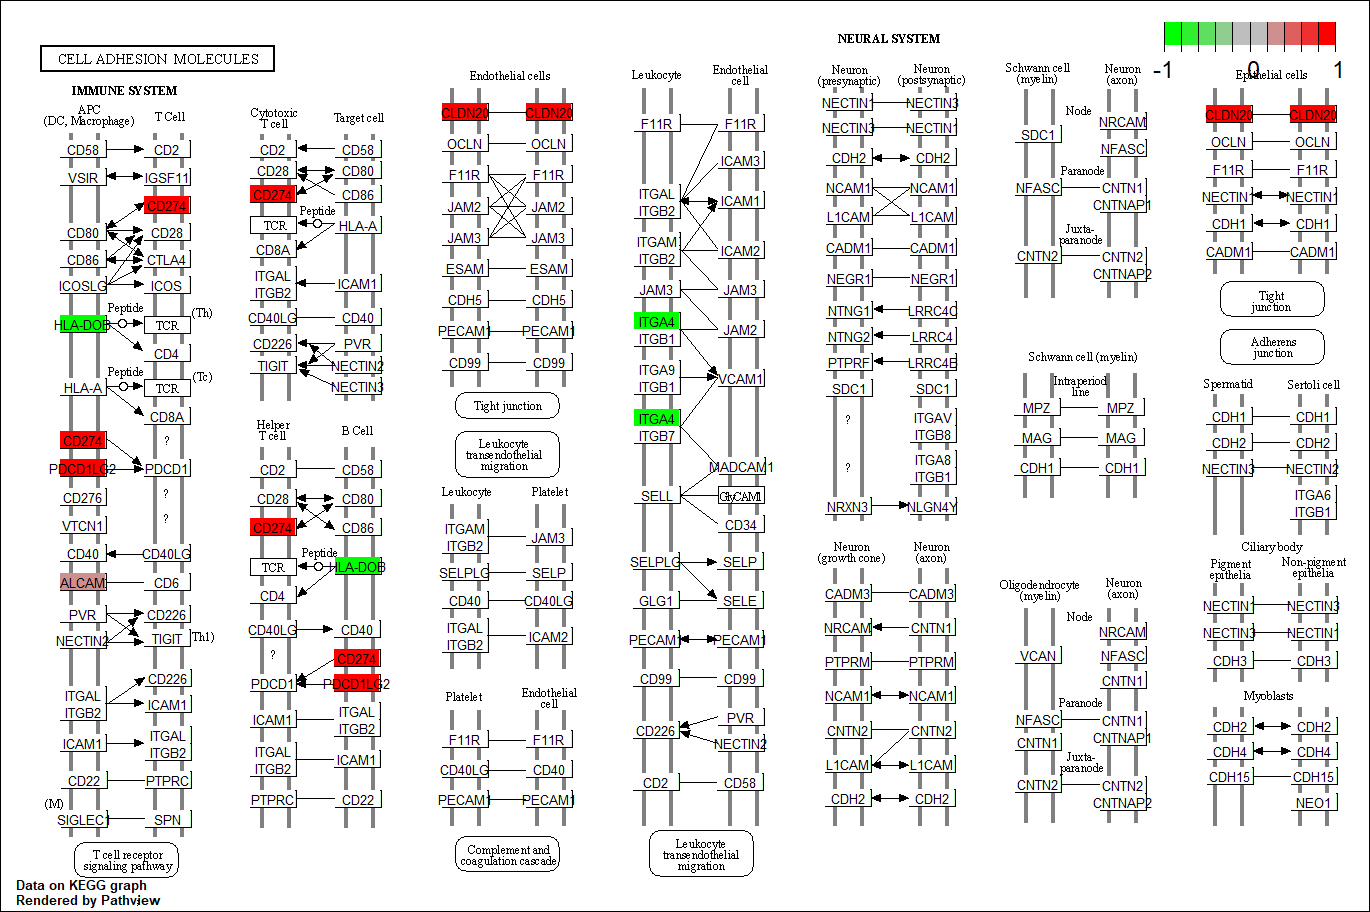 CELL ADHESION MOLECULES
NEURAL SYSTEM
-1
0
1
IMMUNE SYSTEM
APC
(DC, Macrophage)
T Cell
CD58
CD2
VSIR
IGSF11
CD274
CD80
CD28
CD86
CTLA4
ICOSLG
ICOS
Peptide
(Th)
HLA-DOB
TCR
CD4
Peptide
(Tc)
HLA-A
TCR
CD8A
CD274
?
PDCD1LG2
PDCD1
CD276
?
VTCN1
?
CD40
CD40LG
ALCAM
CD6
PVR
CD226
NECTIN2
TIGIT
Th1)
CD226
ITGAL
ITGB2
ICAM1
ICAM1
ITGAL
ITGB2
CD22
PTPRC
(M)
SIGLEC1
SPN
T cell receptor
signaling pathway
Cytotoxic
T cell
Target cell
CD2
CD58
CD28
CD80
CD274
CD86
Peptide
TCR
HLA-A
CD8A
ITGAL
ITGB2
ICAM1
CD40LG
CD40
CD226
PVR
TIGIT
NECTIN2
NECTIN3
Helper
T cell
B Cell
CD2
CD58
CD28
CD80
CD274
CD86
Peptide
TCR
HLA-DOB
CD4
CD40LG
CD40
?
CD274
PDCD1
PDCD1LG2
ICAM1
ITGAL
ITGB2
ITGAL
ITGB2
ICAM1
PTPRC
CD22
Endothelial cells
CLDN20
CLDN20
OCLN
OCLN
F11R
F11R
JAM2
JAM2
JAM3
JAM3
ESAM
ESAM
CDH5
CDH5
PECAM1
PECAM1
CD99
CD99
Tight junction
Leukocyte
transendothelial
migration
Leukocyte
Platelet
ITGAM
ITGB2
JAM3
SELPLG
SELP
CD40
CD40LG
ITGAL
ITGB2
ICAM2
Platelet
Endothelial
cell
F11R
F11R
CD40LG
CD40
PECAM1
PECAM1
Complement and
coagulation cascade
Leukocyte
Endothelial
cell
F11R
F11R
ICAM3
ITGAL
ITGB2
ICAM1
ITGAM
ITGB2
ICAM2
JAM3
JAM3
ITGA4
ITGB1
JAM2
ITGA9
ITGB1
VCAM1
ITGA4
ITGB7
MADCAM1
SELL
GlyCAM1
CD34
SELPLG
SELP
GLG1
SELE
PECAM1
PECAM1
CD99
CD99
PVR
CD226
NECTIN2
CD2
CD58
Leukocyte
transendothelial
migration
Neuron
(presynaptic)
Neuron
(postsynaptic)
NECTIN1
NECTIN3
NECTIN3
NECTIN1
CDH2
CDH2
NCAM1
NCAM1
L1CAM
L1CAM
CADM1
CADM1
NEGR1
NEGR1
NTNG1
LRRC4C
NTNG2
LRRC4
PTPRF
LRRC4B
SDC1
SDC1
?
ITGAV
ITGB8
?
ITGA8
ITGB1
NRXN3
NLGN4Y
Neuron
(growth cone)
Neuron
(axon)
CADM3
CADM3
NRCAM
CNTN1
PTPRM
PTPRM
NCAM1
NCAM1
CNTN2
CNTN2
L1CAM
L1CAM
CDH2
CDH2
Schwann cell
(myelin)
Neuron
(axon)
Node
NRCAM
SDC1
NFASC
Paranode
NFASC
CNTN1
CNTNAP1
Juxta-
paranode
CNTN2
CNTN2
CNTNAP2
Schwann cell (myelin)
Intraperiod
line
MPZ
MPZ
MAG
MAG
CDH1
CDH1
Oligodendrocyte
(myelin)
Neuron
(axon)
Node
NRCAM
VCAN
NFASC
CNTN1
Paranode
NFASC
CNTN1
CNTN1
CNTNAP1
Juxta-
paranode
CNTN2
CNTN2
CNTNAP2
Epithelial cells
CLDN20
CLDN20
OCLN
OCLN
F11R
F11R
NECTIN1
NECTIN1
CDH1
CDH1
CADM1
CADM1
Tight
junction
Adherens
junction
Spermatid
Sertoli cell
CDH1
CDH1
CDH2
CDH2
NECTIN3
NECTIN2
ITGA6
ITGB1
Ciliary body
Pigment
epithelia
Non-pigment
epithelia
NECTIN1
NECTIN3
NECTIN3
NECTIN1
CDH3
CDH3
Myoblasts
CDH2
CDH2
CDH4
CDH4
CDH15
CDH15
NEO1
Data on KEGG graph
Rendered by Pathview